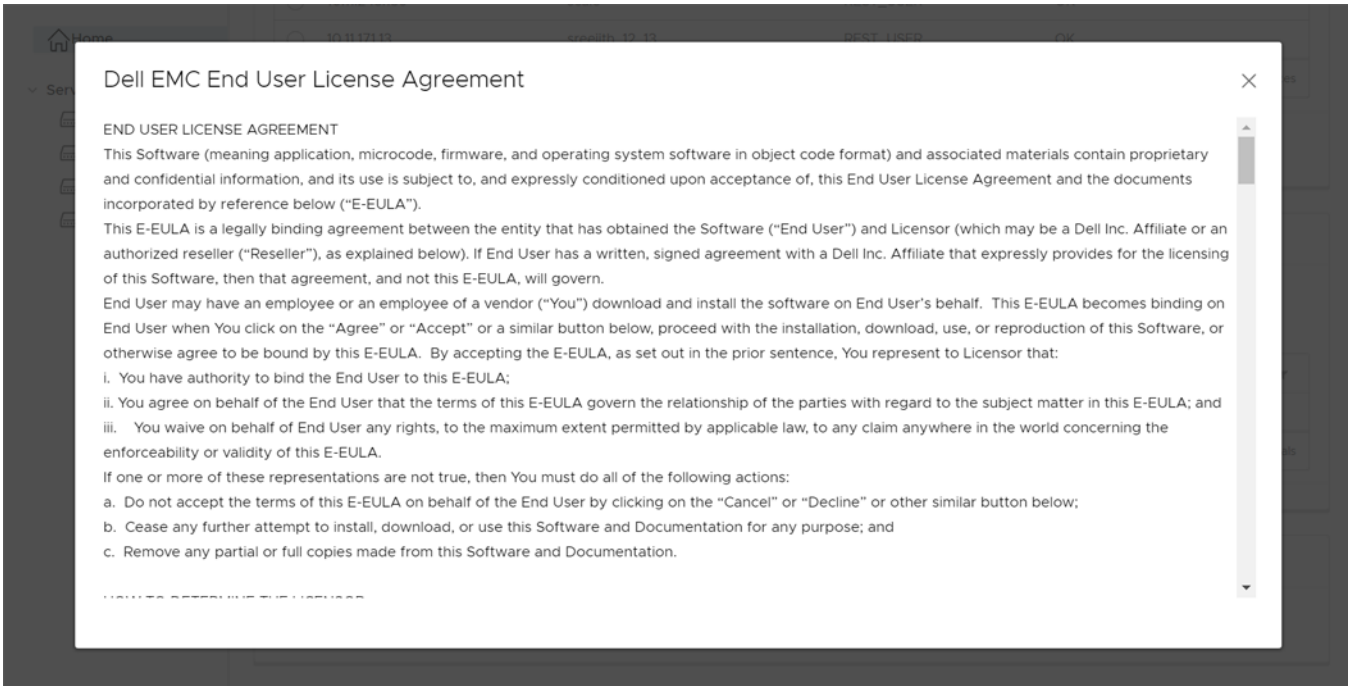 Home
10.11.171.13 sreejith_12_13 REST_USER OK
Serv
Dell EMC End User License Agreement
END USER LICENSE AGREEMENT
This Software (meaning application, microcode, firmware, and operating system software in object code format) and associated materials contain proprietary
and confidential information, and its use is subject to, and expressly conditioned upon acceptance of, this End User License Agreement and the documents
incorporated by reference below (“E-EULA”).
This E-EULA is a legally binding agreement between the entity that has obtained the Software (“End User”) and Licensor (which may be a Dell Inc. Affiliate or an
authorized reseller (“Reseller”), as explained below). If End User has a written, signed agreement with a Dell Inc. Affiliate that expressly provides for the licensing
of this Software, then that agreement, and not this E-EULA, will govern.
End User may have an employee or an employee of a vendor (“You”) download and install the software on End User’s behalf.  This E-EULA becomes binding on
End User when You click on the “Agree” or “Accept” or a similar button below, proceed with the installation, download, use, or reproduction of this Software, or
otherwise agree to be bound by this E-EULA.  By accepting the E-EULA, as set out in the prior sentence, You represent to Licensor that:
i.  You have authority to bind the End User to this E-EULA;
ii. You agree on behalf of the End User that the terms of this E-EULA govern the relationship of the parties with regard to the subject matter in this E-EULA; and
iii.    You waive on behalf of End User any rights, to the maximum extent permitted by applicable law, to any claim anywhere in the world concerning the
enforceability or validity of this E-EULA.
If one or more of these representations are not true, then You must do all of the following actions:
a.  Do not accept the terms of this E-EULA on behalf of the End User by clicking on the “Cancel” or “Decline” or other similar button below;
b.  Cease any further attempt to install, download, or use this Software and Documentation for any purpose; and
c.  Remove any partial or full copies made from this Software and Documentation.
HOW TO DETERMINE THE LICENSOR